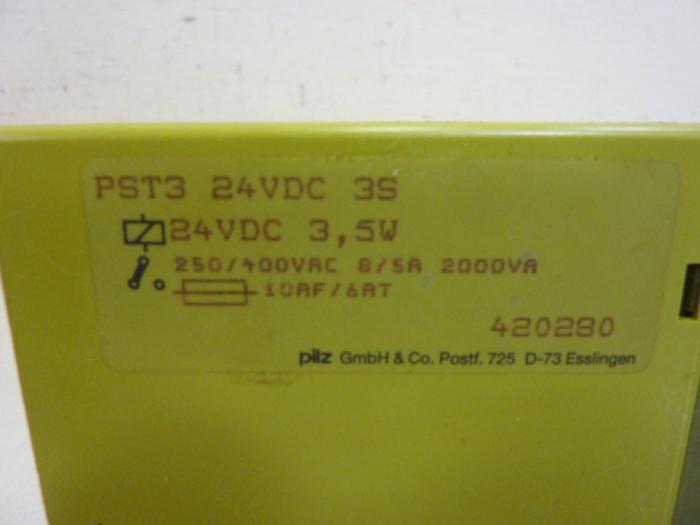 PST3 24VDC 3S
24VDC 3,5W
250/400VAC 8/5A 2000VA
10AF/6AT
420280
pilz GmbH & Co. Postf. 725 D-73 Esslingen